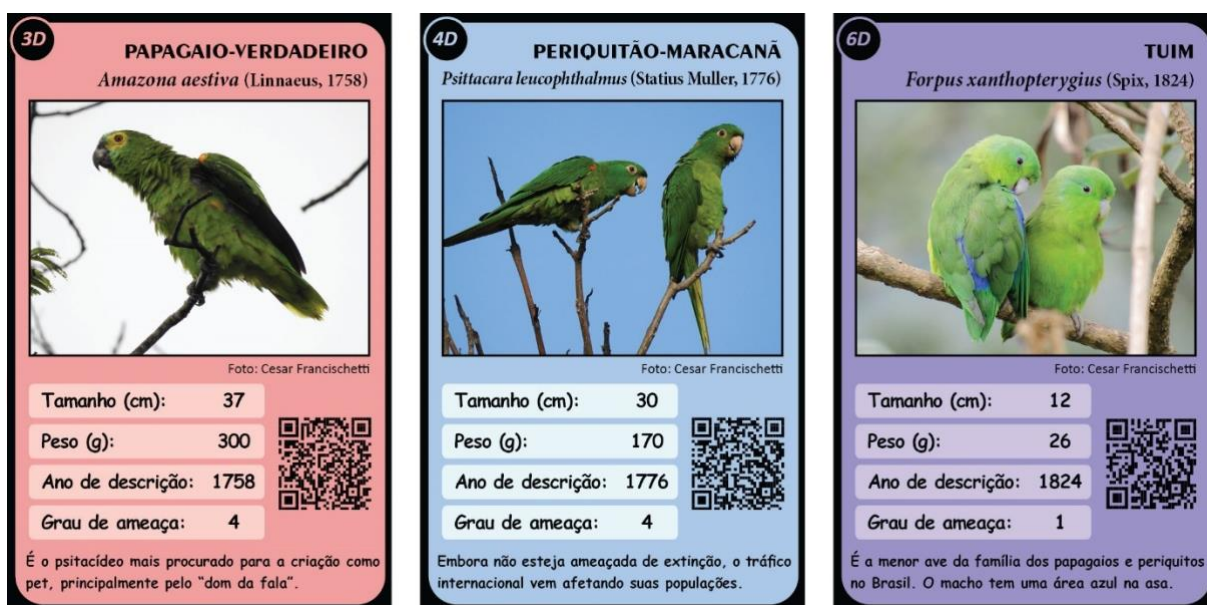 3D
PAPAGAIO-VERDADEIRO
Amazona aestiva (Linnaeus, 1758)
Foto: Cesar Francischetti
Tamanho (cm): 37
Peso (g): 300
Ano de descrição: 1758
Grau de ameaça: 4
É o psitacídeo mais procurado para a criação como
pet, principalmente pelo “dom da fala”.
4D
PERIQUITÃO-MARACANÃ
Psittacara leucophthalmus (Statius Muller, 1776)
Foto: Cesar Francischetti
Tamanho (cm): 30
Peso (g): 170
Ano de descrição: 1776
Grau de ameaça: 4
Embora não esteja ameaçada de extinção, o tráfico
internacional vem afetando suas populações.
6D
TUIM
Forpus xanthopterygius (Spix, 1824)
Foto: Cesar Francischetti
Tamanho (cm): 12
Peso (g): 26
Ano de descrição: 1824
Grau de ameaça: 1
É a menor ave da família dos papagaios e periquitos
no Brasil. O macho tem uma área azul na asa.